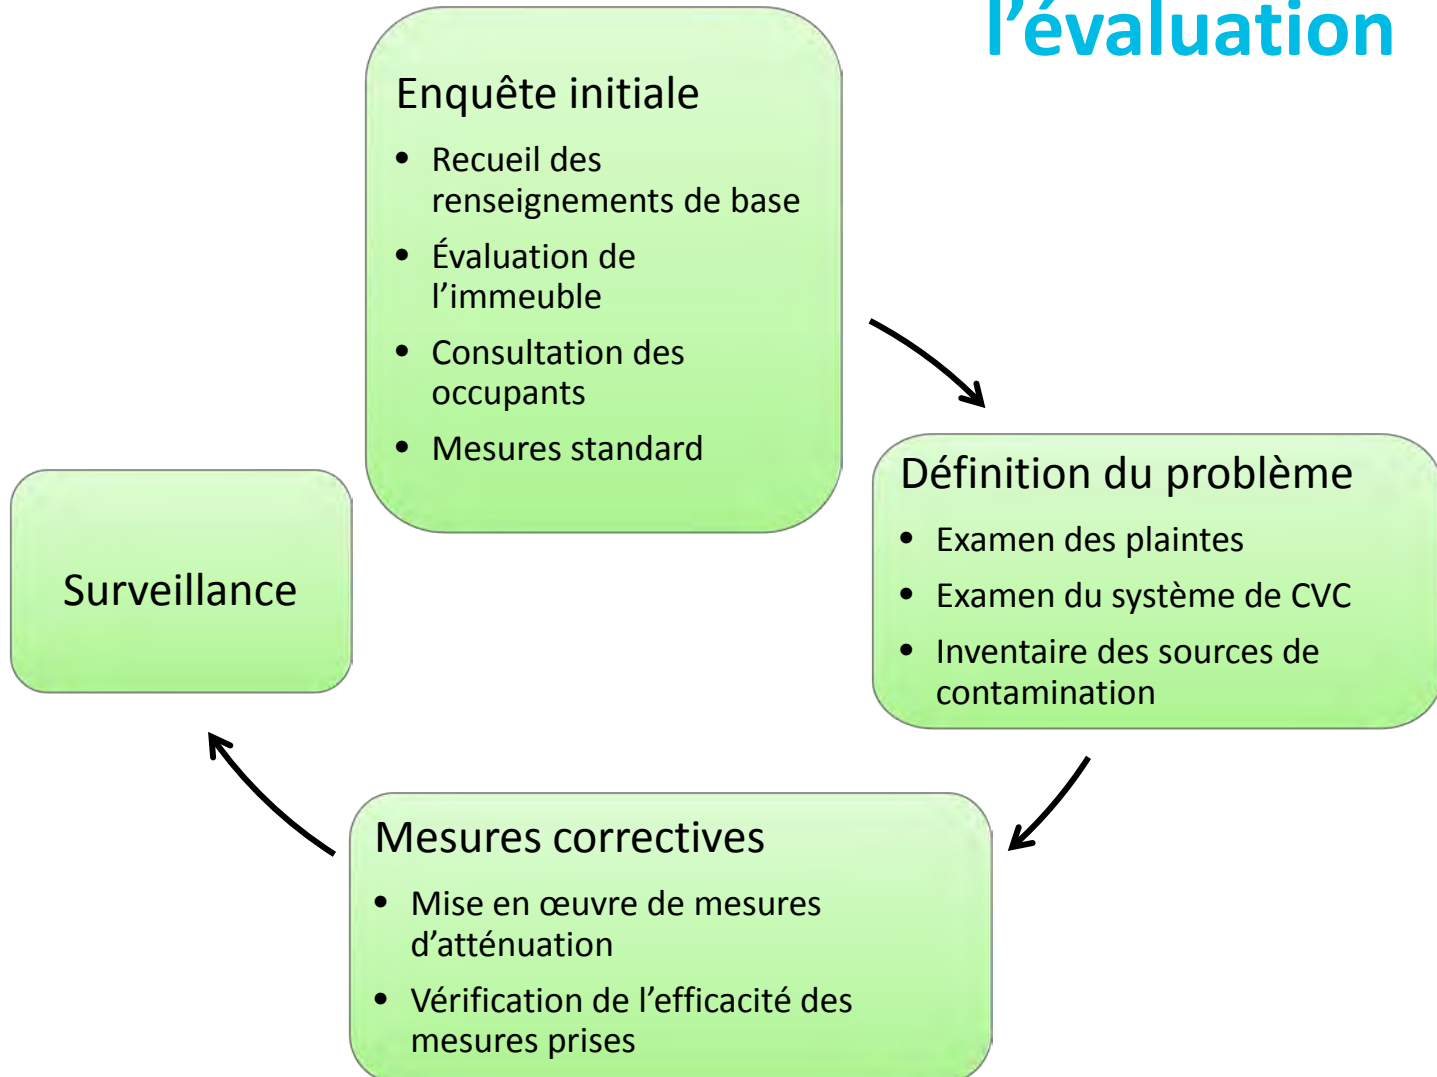 l’évaluation
Enquête initiale
• Recueil des
renseignements de base
• Évaluation de
l’immeuble
• Consultation des
occupants
• Mesures standard
Définition du problème
• Examen des plaintes
• Examen du système de CVC
• Inventaire des sources de
contamination
Mesures correctives
• Mise en œuvre de mesures
d’atténuation
• Vérification de l’efficacité des
mesures prises
Surveillance